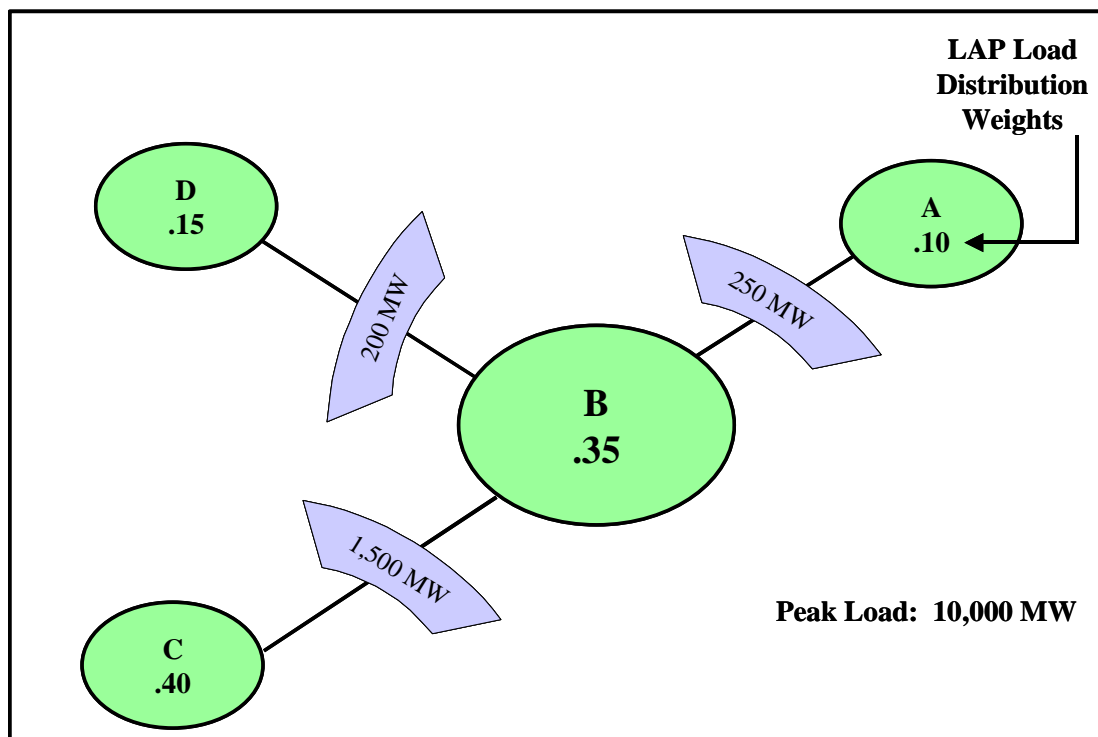 LAP Load
Distribution
Weights
D
.15
A
.10
200 MW
250 MW
B
.35
1,500 MW
C
.40
Peak Load: 10,000 MW